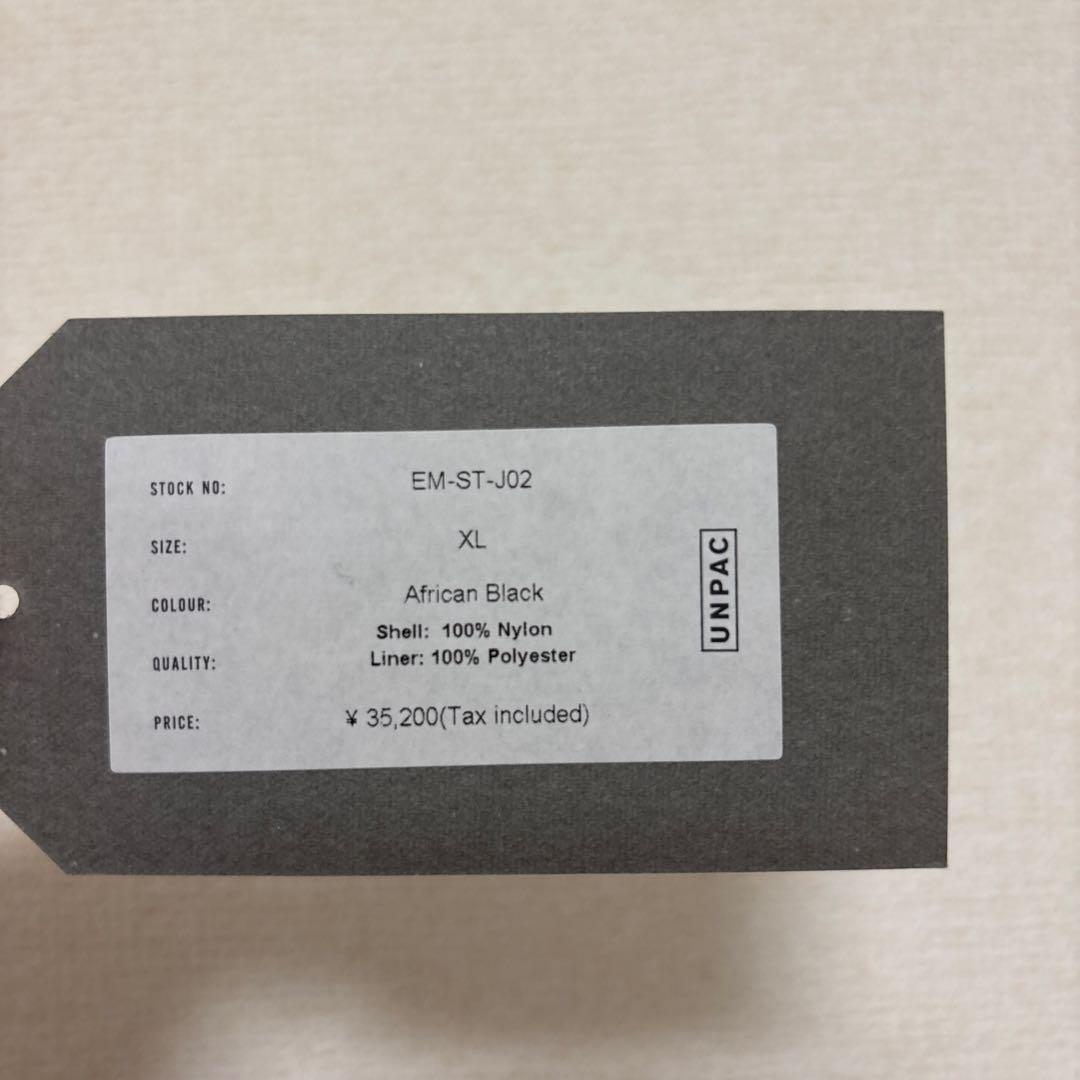 STOCK NO: EM-ST-J02
SIZE: XL
COLOUR: African Black
Shell: 100% Nylon
QUALITY: Liner: 100% Polyester
PRICE: ¥ 35,200(Tax included)
UNPAC